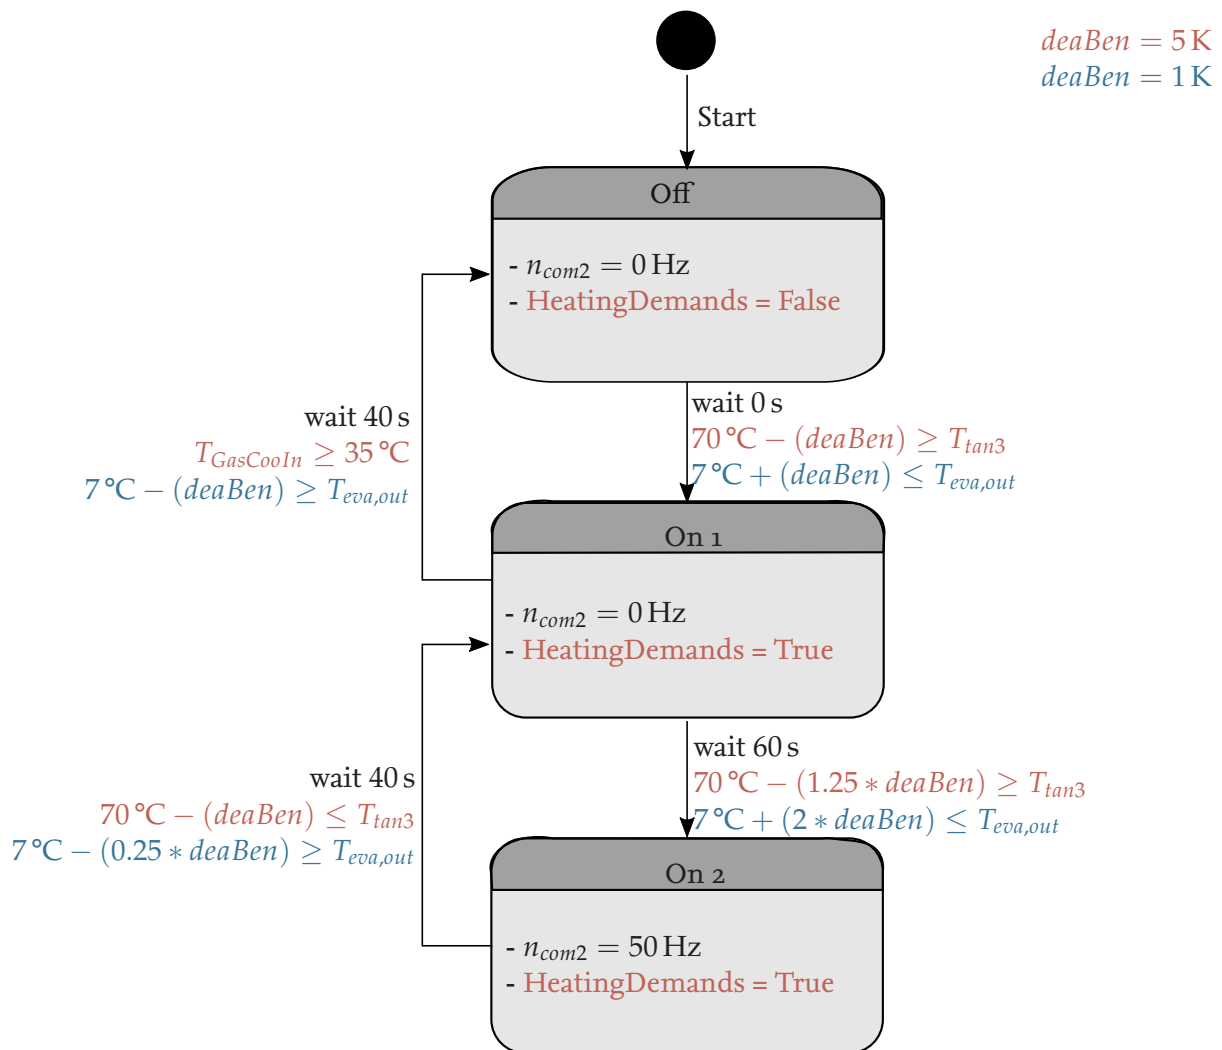 deaBen = 5 K
deaBen = 1 K
Start
Off
- n_com2 = 0 Hz
- HeatingDemands = False
wait 40 s
T_GasCooIn ≥ 35 °C
7 °C − (deaBen) ≥ T_eva,out
wait 0 s
70 °C − (deaBen) ≥ T_tan3
7 °C + (deaBen) ≤ T_eva,out
On 1
- n_com2 = 0 Hz
- HeatingDemands = True
wait 40 s
70 °C − (deaBen) ≤ T_tan3
7 °C − (0.25 * deaBen) ≥ T_eva,out
wait 60 s
70 °C − (1.25 * deaBen) ≥ T_tan3
7 °C + (2 * deaBen) ≤ T_eva,out
On 2
- n_com2 = 50 Hz
- HeatingDemands = True